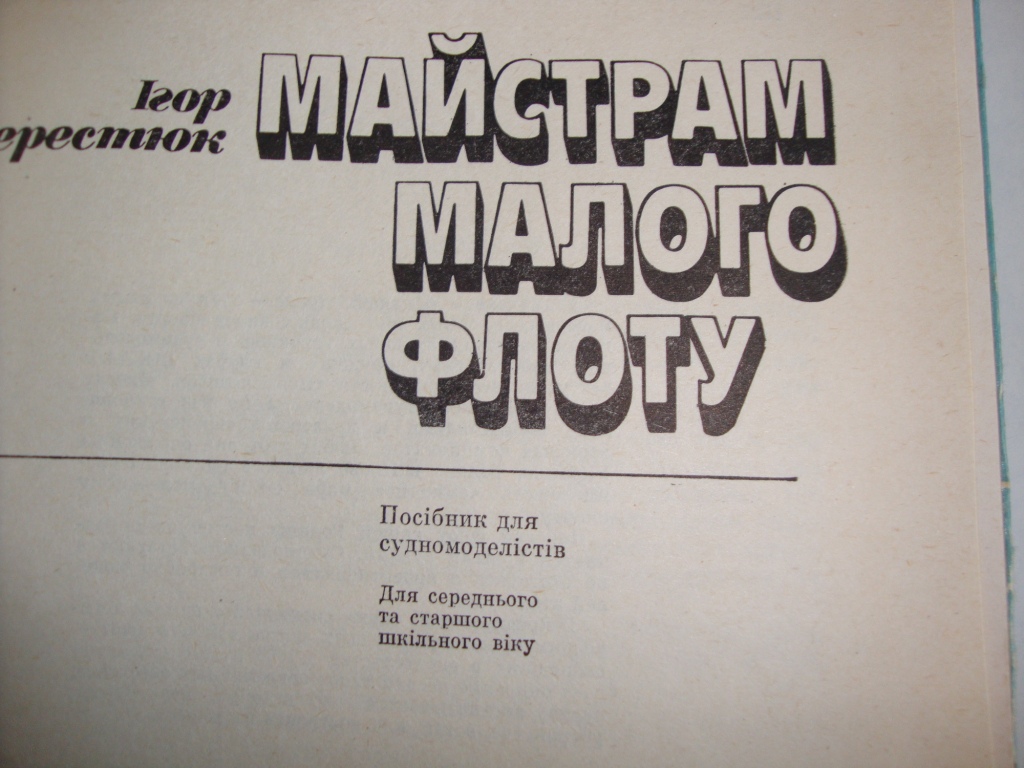 Ігор
ерестюк
МАЙСТРАМ
МАЛОГО
ФЛОТУ
Посібник для
судномоделістів
Для середнього
та старшого
шкільного віку